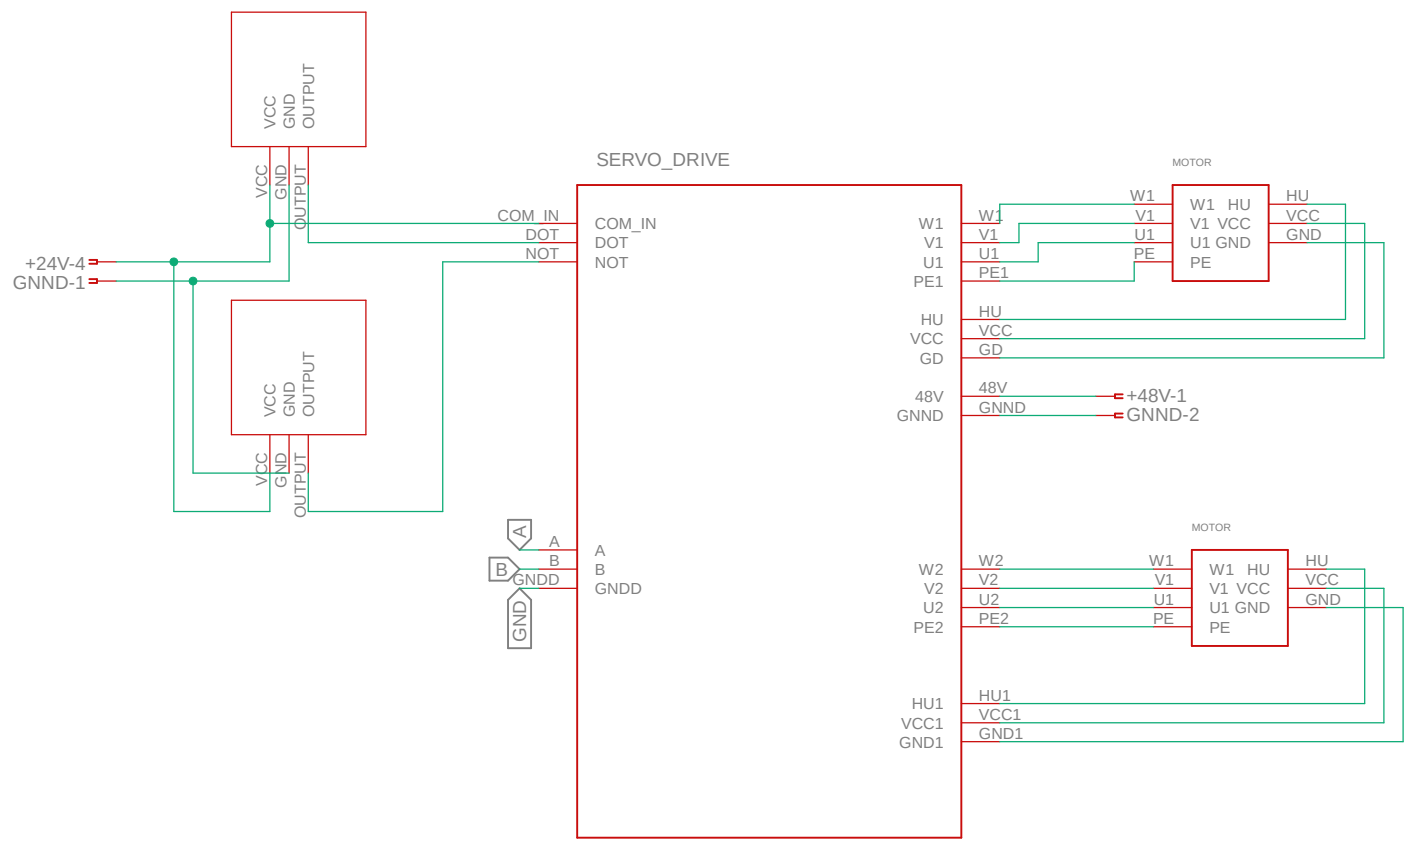 VCC
GND
OUTPUT
VCC
GND
OUTPUT
+24V-4
GNND-1
VCC
GND
OUTPUT
VCC
GND
OUTPUT
SERVO_DRIVE
COM_IN
DOT
NOT
COM_IN
DOT
NOT
A
B
GND
A
B
GNDD
A
B
GNDD
W1
V1
U1
PE1
HU
VCC
GD
48V
GNND
W2
V2
U2
PE2
HU1
VCC1
GND1
W1
V1
U1
PE1
HU
VCC
GD
48V
GNND
+48V-1
GNND-2
W2
V2
U2
PE2
HU1
VCC1
GND1
MOTOR
W1
V1
U1
PE
W1 HU
V1 VCC
U1 GND
PE
HU
VCC
GND
MOTOR
W1
V1
U1
PE
W1 HU
V1 VCC
U1 GND
PE
HU
VCC
GND